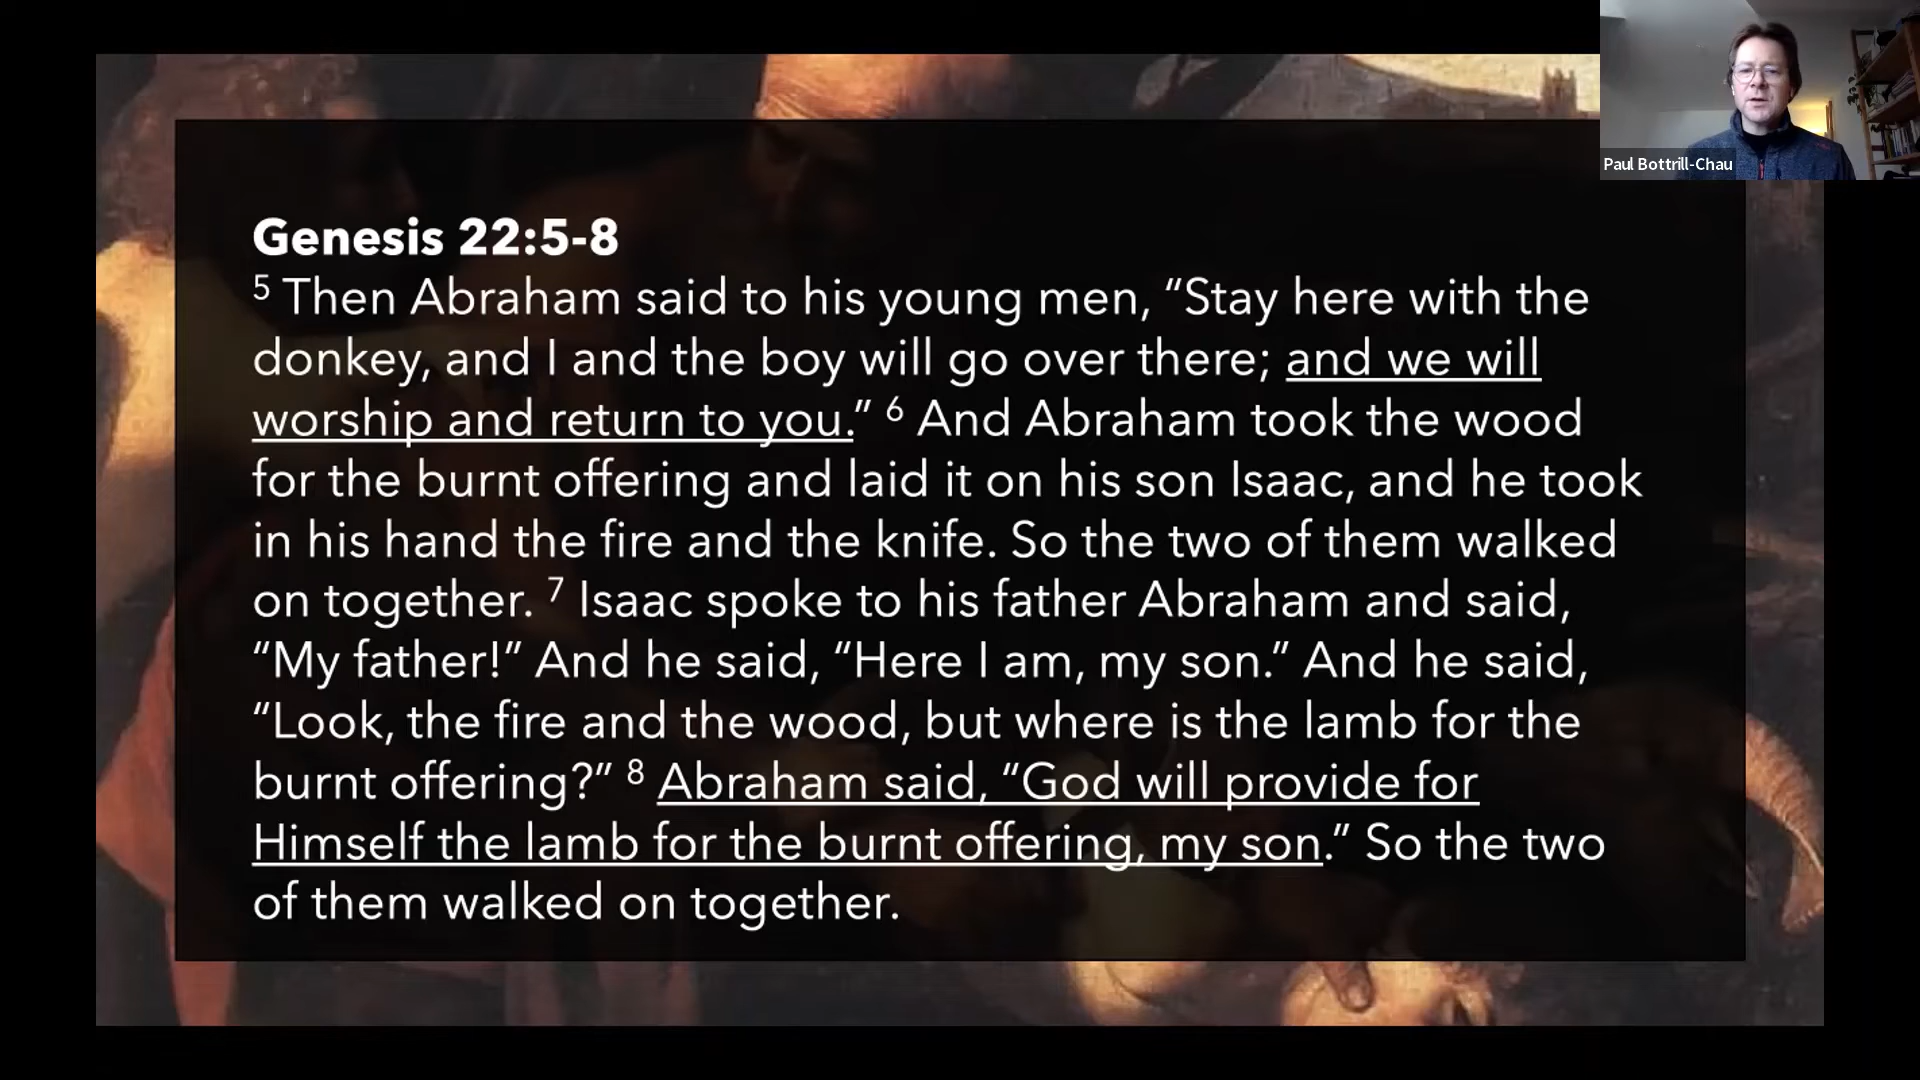 Paul Bottrill-Chau
Genesis 22:5-8
5 Then Abraham said to his young men, “Stay here with the
donkey, and I and the boy will go over there; and we will
worship and return to you.” 6 And Abraham took the wood
for the burnt offering and laid it on his son Isaac, and he took
in his hand the fire and the knife. So the two of them walked
on together. 7 Isaac spoke to his father Abraham and said,
“My father!” And he said, “Here I am, my son.” And he said,
“Look, the fire and the wood, but where is the lamb for the
burnt offering?” 8 Abraham said, “God will provide for
Himself the lamb for the burnt offering, my son.” So the two
of them walked on together.